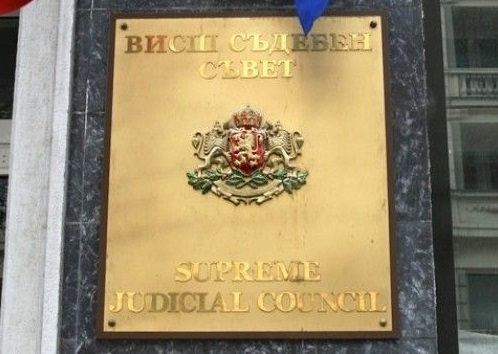 ВИСШ СЪДЕБЕН
СЪВЕТ
SUPREME
JUDICIAL COUNCIL